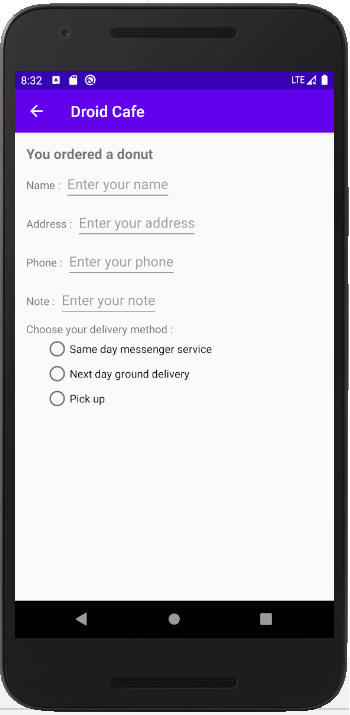 8:32 LTE
Droid Cafe
You ordered a donut
Name : Enter your name
Address : Enter your address
Phone : Enter your phone
Note : Enter your note
Choose your delivery method :
Same day messenger service
Next day ground delivery
Pick up